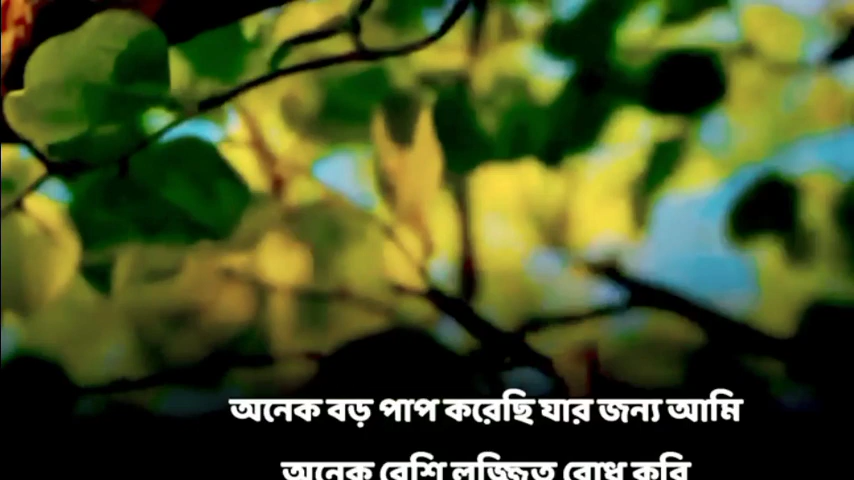 অনেক বড় পাপ করেছি যার জন্য আমি
অনেক বেশি লজ্জিত বোধ করি